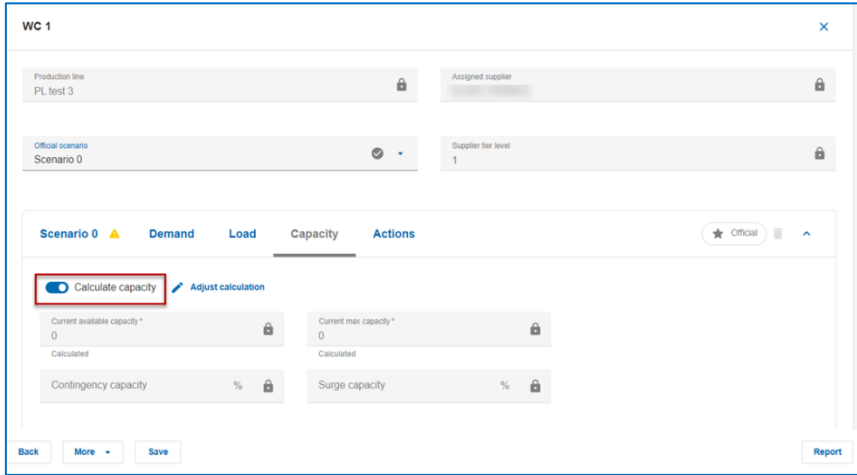 WC 1
Production line
PL test 3
Assigned supplier
Official scenario
Scenario 0
Supplier tier level
1
Scenario 0 Demand Load Capacity Actions Official
Calculate capacity Adjust calculation
Current available capacity *
0
Calculated
Current max capacity *
0
Calculated
Contingency capacity %
Surge capacity %
Back More Save Report